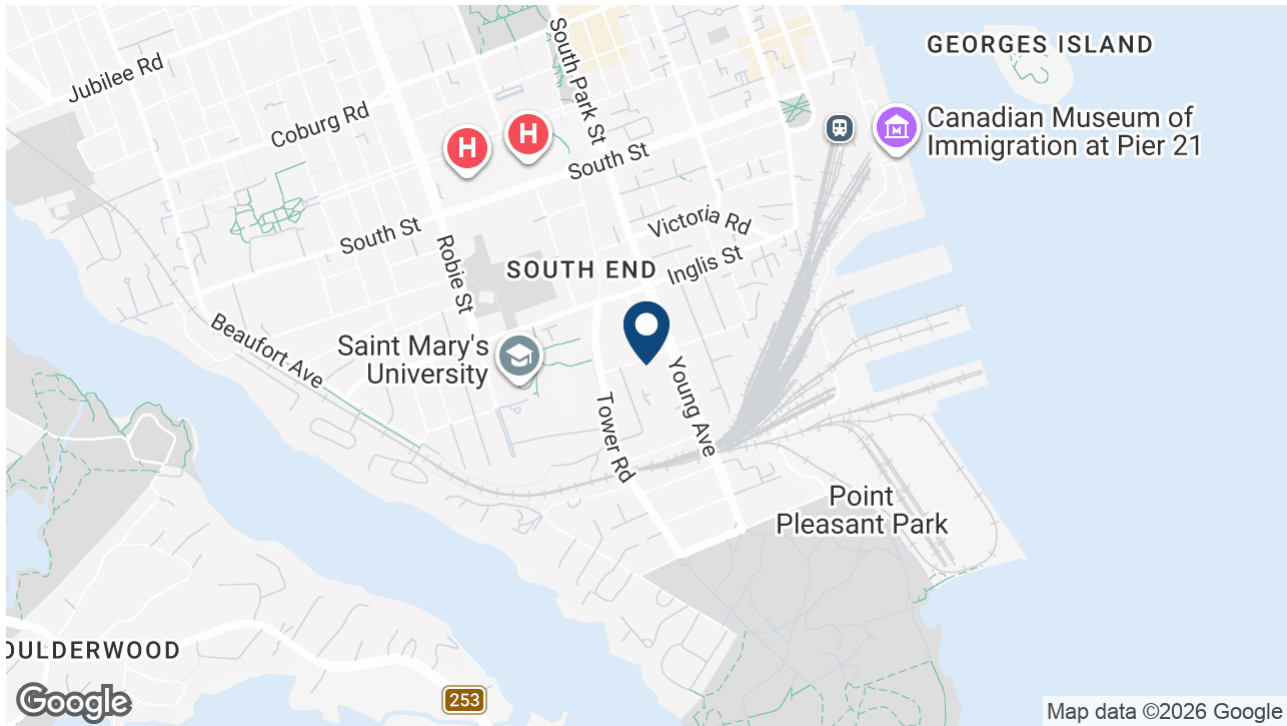 GEORGES ISLAND
Jubilee Rd
South Park St
Coburg Rd
Canadian Museum of
Immigration at Pier 21
H
H
South St
Victoria Rd
South St
Inglis St
Robie St
SOUTH END
Beaufort Ave
Saint Mary's
University
Young Ave
Tower Rd
Point
Pleasant Park
OULDERWOOD
253
Google
Map data ©2026 Google